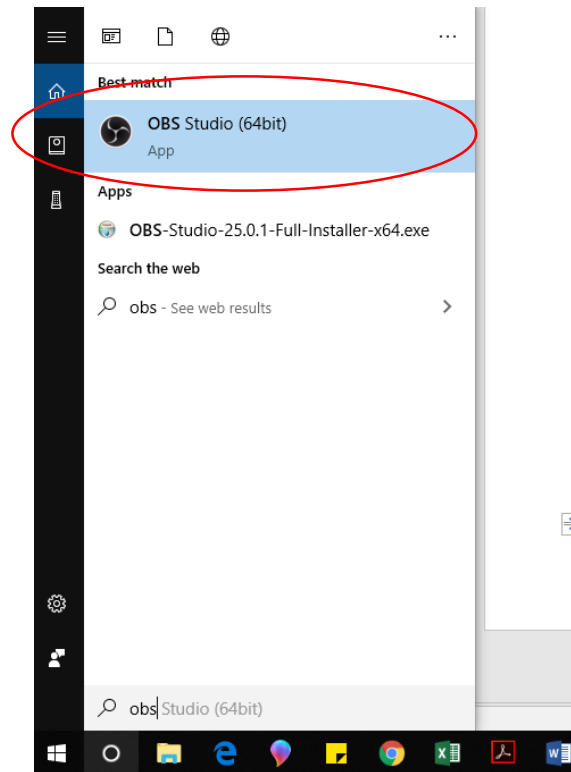 Best match
OBS Studio (64bit)
App
Apps
OBS-Studio-25.0.1-Full-Installer-x64.exe
Search the web
obs - See web results
obs Studio (64bit)